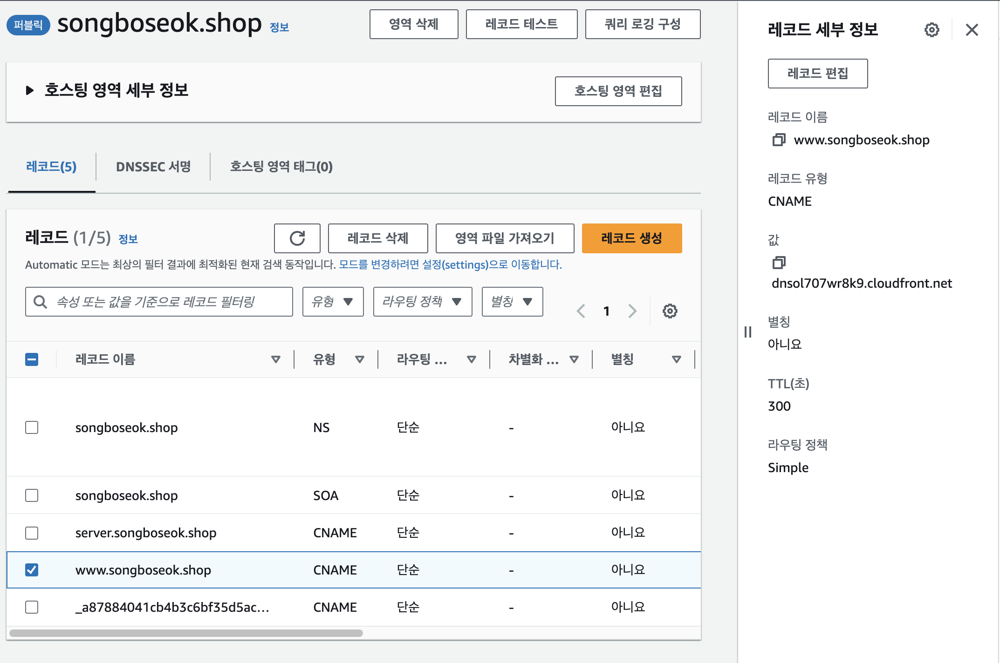 퍼블릭 songboseok.shop 정보
영역 삭제
레코드 테스트
쿼리 로깅 구성
호스팅 영역 세부 정보
호스팅 영역 편집
레코드(5)
DNSSEC 서명
호스팅 영역 태그(0)
레코드 (1/5) 정보
레코드 삭제
영역 파일 가져오기
레코드 생성
Automatic 모드는 최상의 필터 결과에 최적화된 현재 검색 동작입니다. 모드를 변경하려면 설정(settings)으로 이동합니다.
속성 또는 값을 기준으로 레코드 필터링
유형
라우팅 정책
별칭
1
레코드 이름 유형 라우팅 ... 차별화 ... 별칭
songboseok.shop NS 단순 - 아니요
songboseok.shop SOA 단순 - 아니요
server.songboseok.shop CNAME 단순 - 아니요
www.songboseok.shop CNAME 단순 - 아니요
_a87884041cb4b3c6bf35d5ac... CNAME 단순 - 아니요
레코드 세부 정보
레코드 편집
레코드 이름
www.songboseok.shop
레코드 유형
CNAME
값
dnsol707wr8k9.cloudfront.net
별칭
아니요
TTL(초)
300
라우팅 정책
Simple